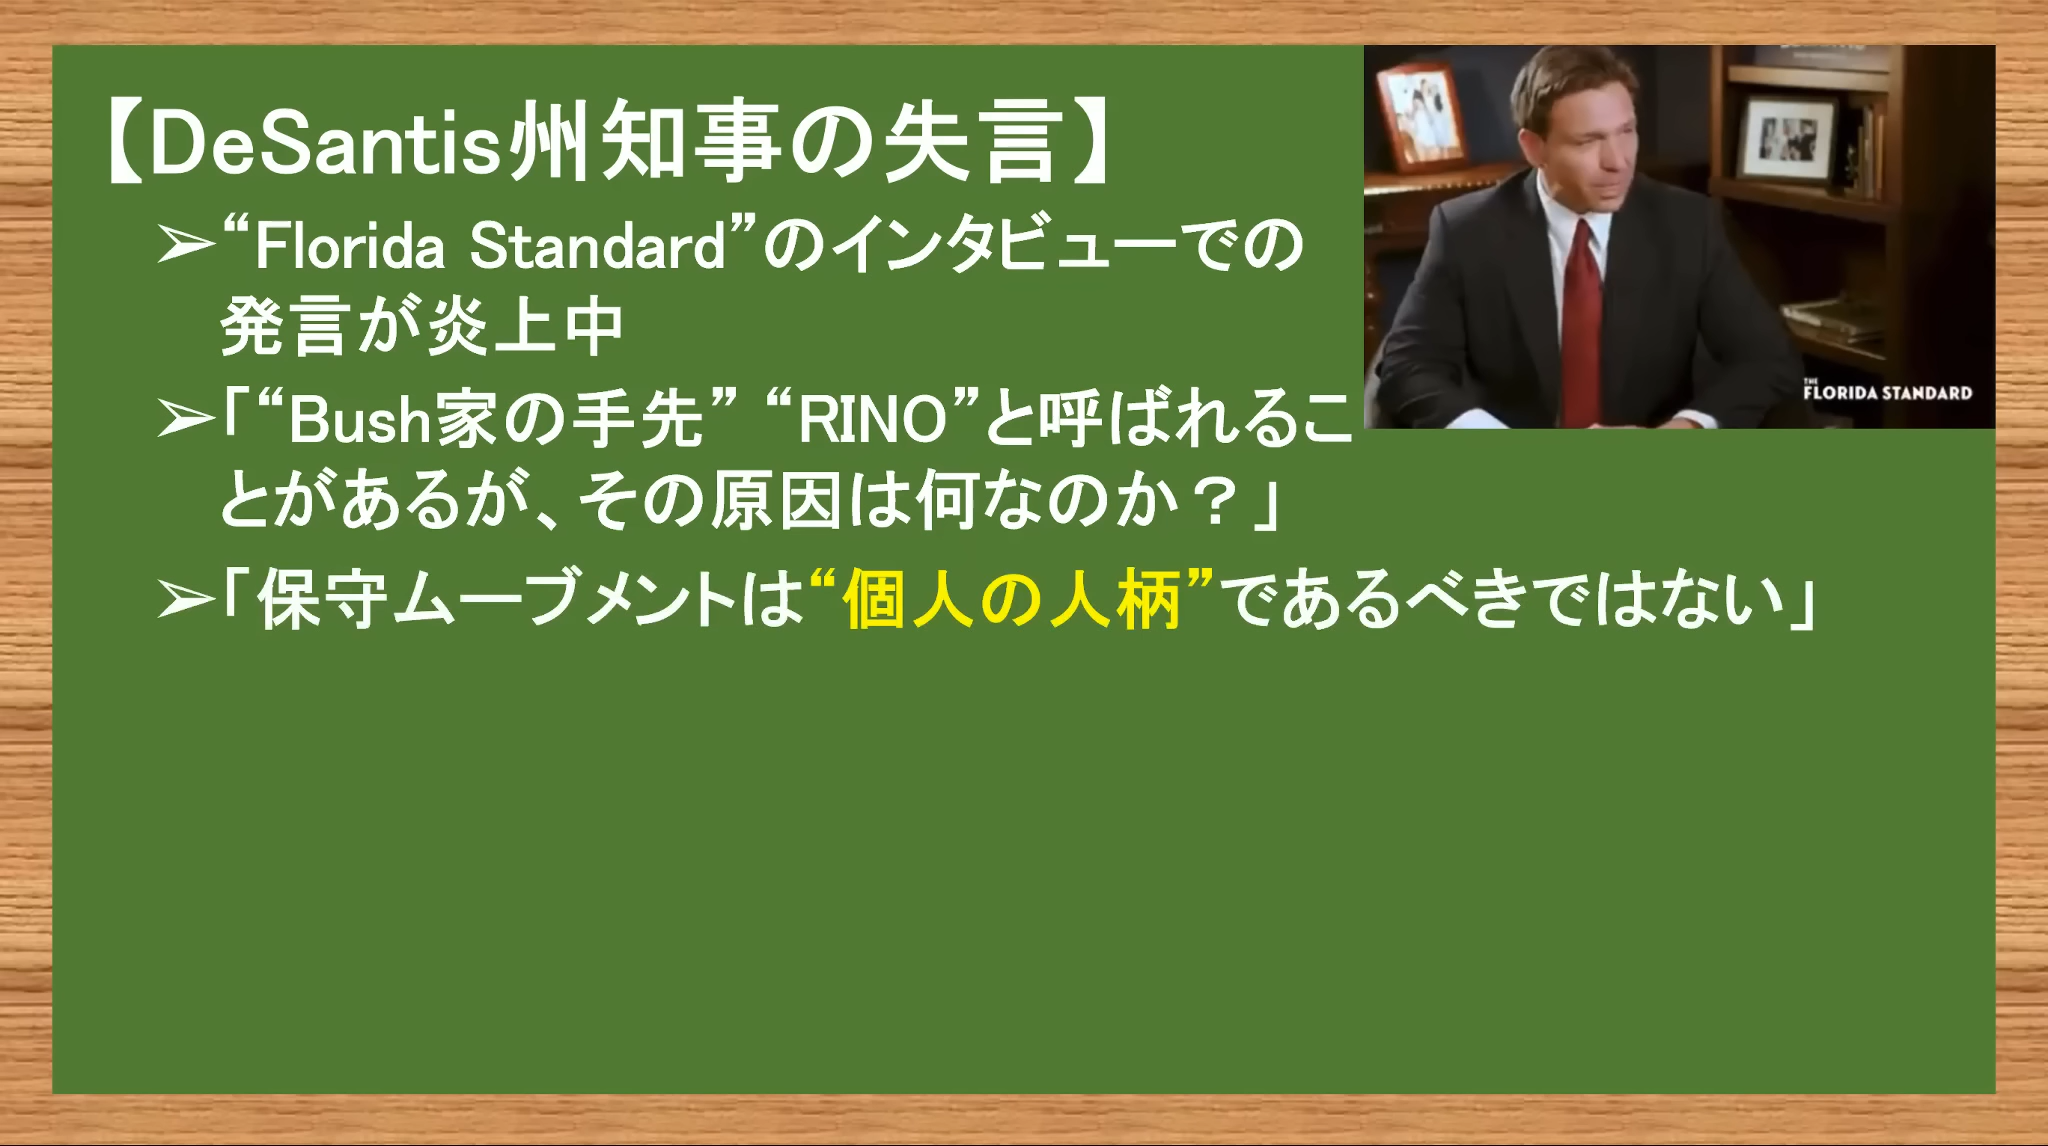 【DeSantis州知事の失言】
➢“Florida Standard”のインタビューでの
発言が炎上中
➢「“Bush家の手先” “RINO”と呼ばれるこ
とがあるが、その原因は何なのか？」
➢「保守ムーブメントは“個人の人柄”であるべきではない」
THE
FLORIDA STANDARD